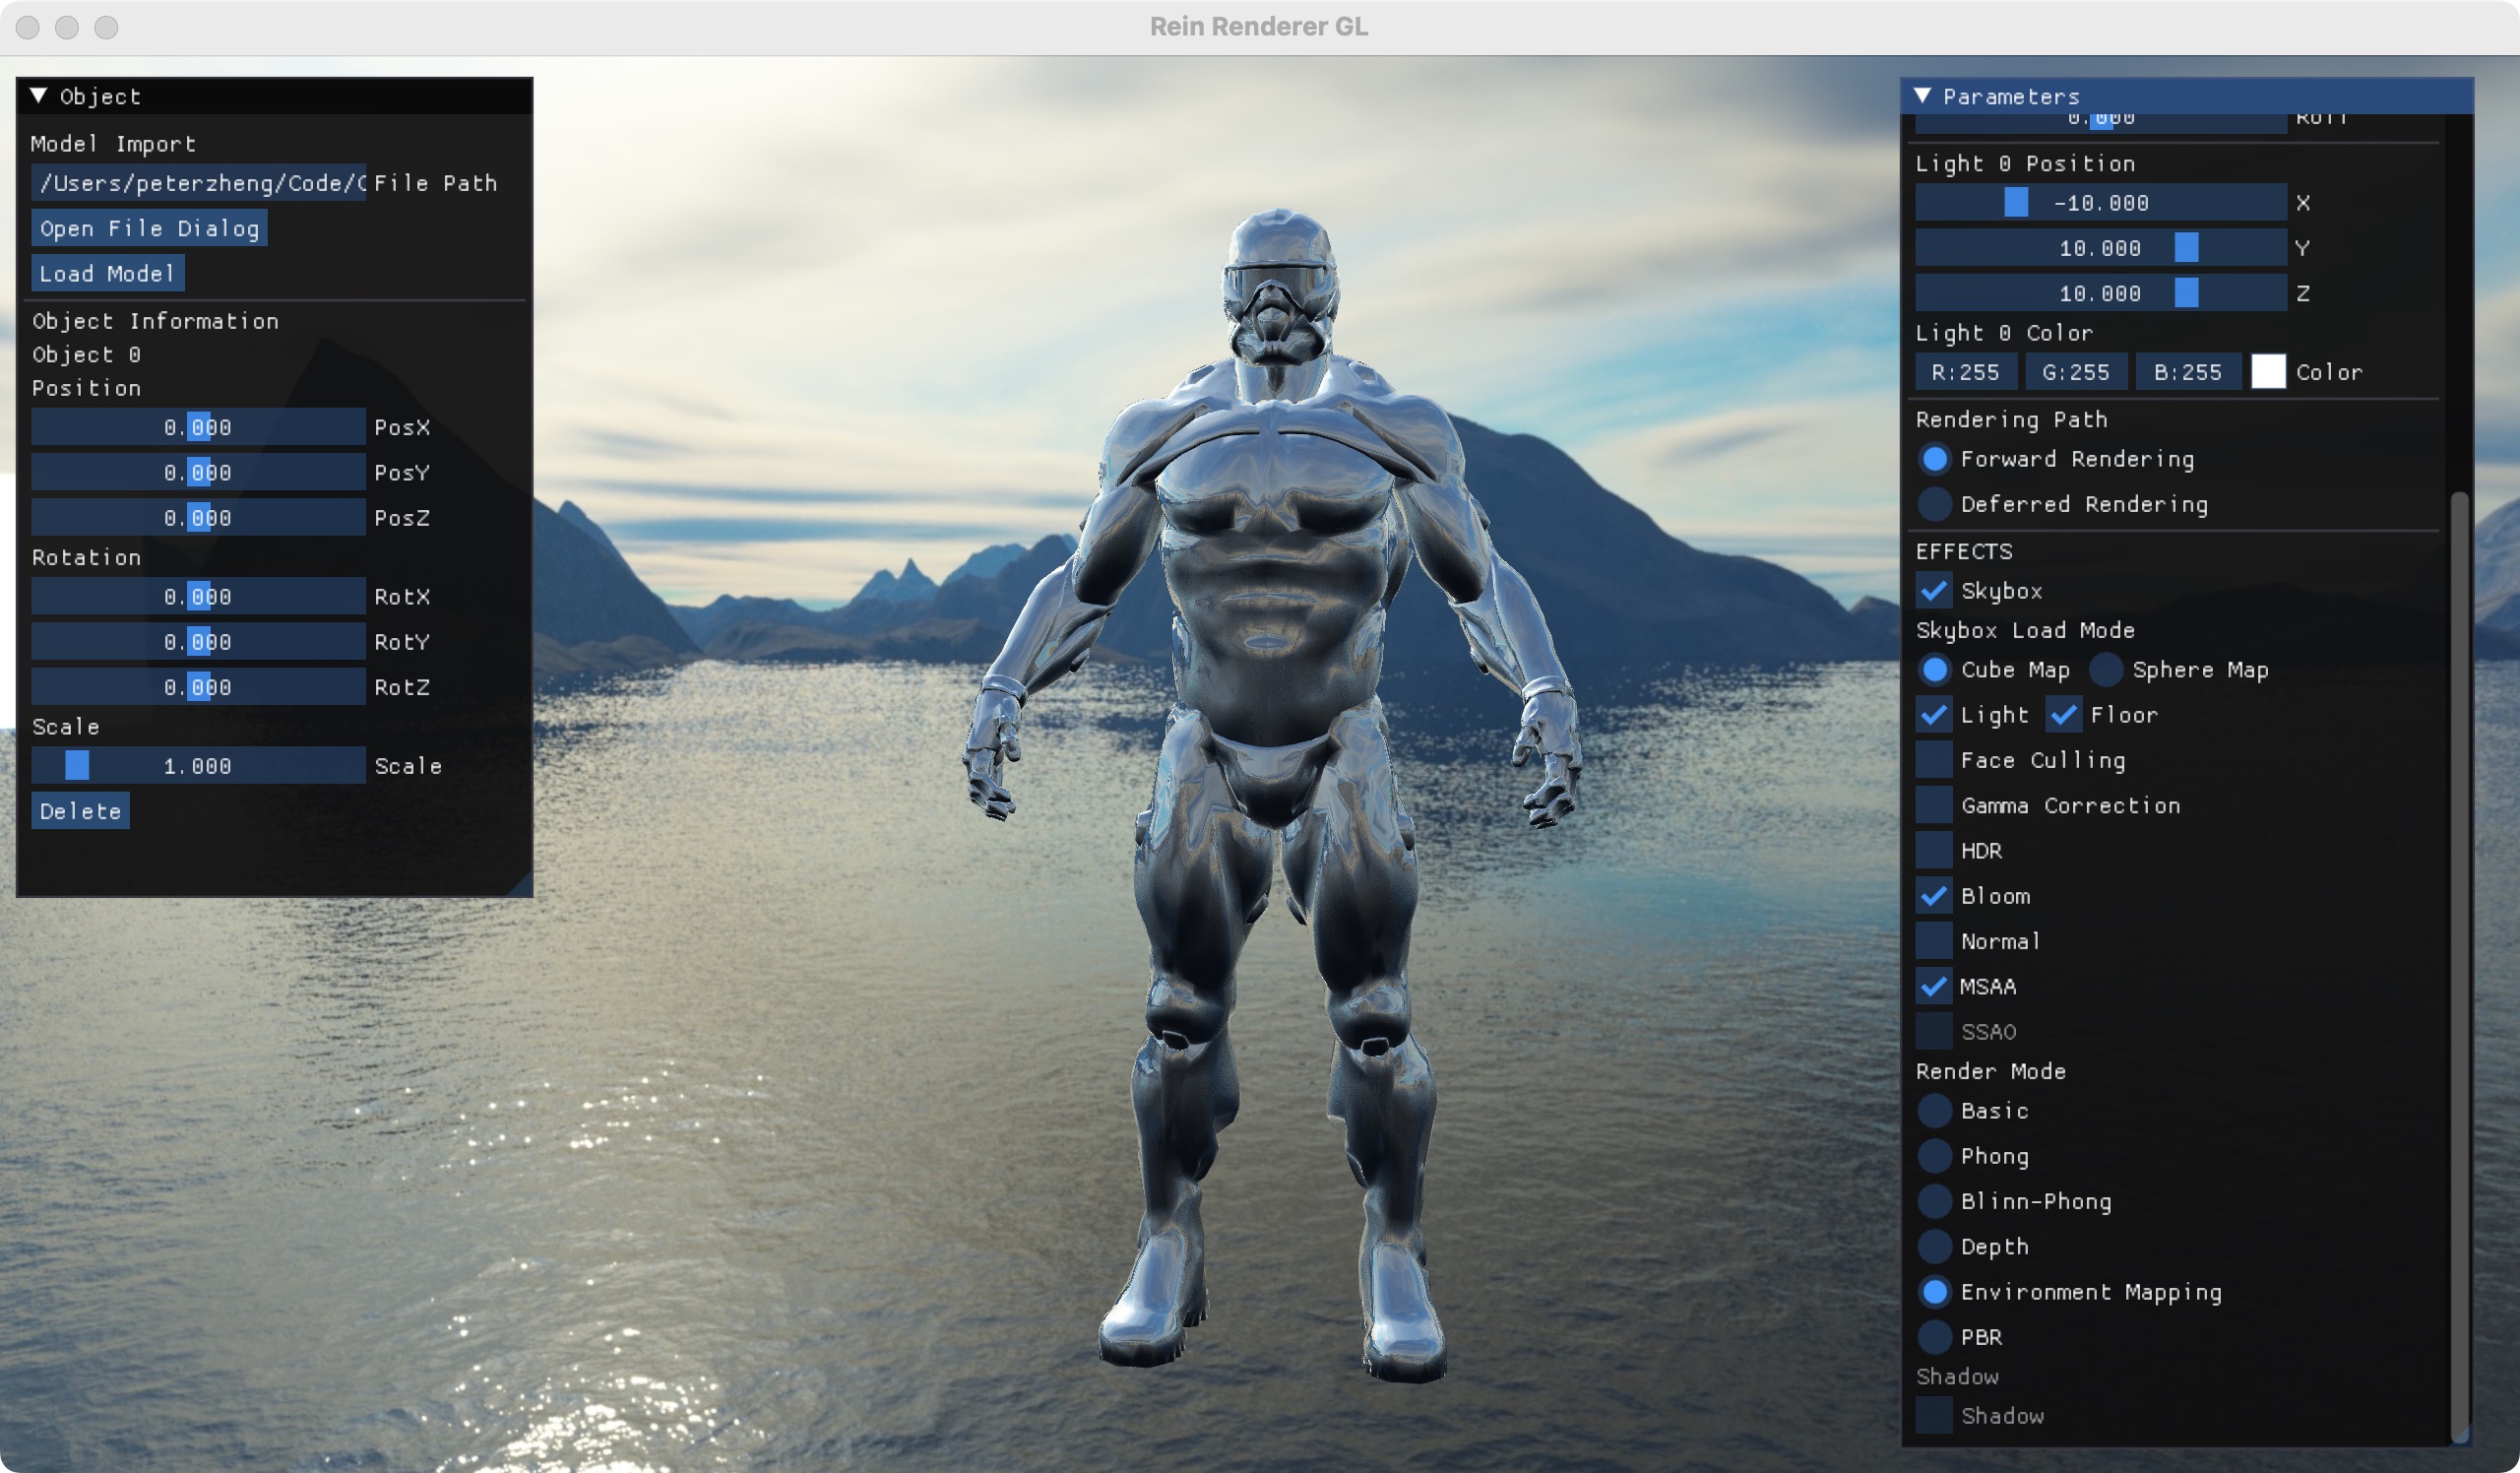 Rein Renderer GL
Object
Model Import
/Users/peterzheng/Code/ File Path
Open File Dialog
Load Model
Object Information
Object 0
Position
0.000 PosX
0.000 PosY
0.000 PosZ
Rotation
0.000 RotX
0.000 RotY
0.000 RotZ
Scale
1.000 Scale
Delete
Parameters
0.000 Roll
Light 0 Position
-10.000 X
10.000 Y
10.000 Z
Light 0 Color
R:255 G:255 B:255 Color
Rendering Path
Forward Rendering
Deferred Rendering
EFFECTS
Skybox
Skybox Load Mode
Cube Map Sphere Map
Light Floor
Face Culling
Gamma Correction
HDR
Bloom
Normal
MSAA
SSAO
Render Mode
Basic
Phong
Blinn-Phong
Depth
Environment Mapping
PBR
Shadow
Shadow